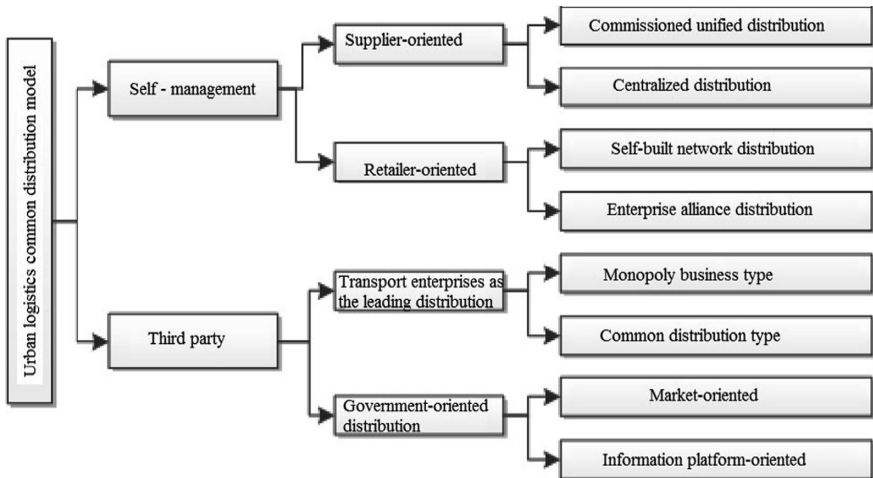 Urban logistics common distribution model
Self - management
Supplier-oriented
Commissioned unified distribution
Centralized distribution
Retailer-oriented
Self-built network distribution
Enterprise alliance distribution
Third party
Transport enterprises as
the leading distribution
Monopoly business type
Common distribution type
Government-oriented
distribution
Market-oriented
Information platform-oriented